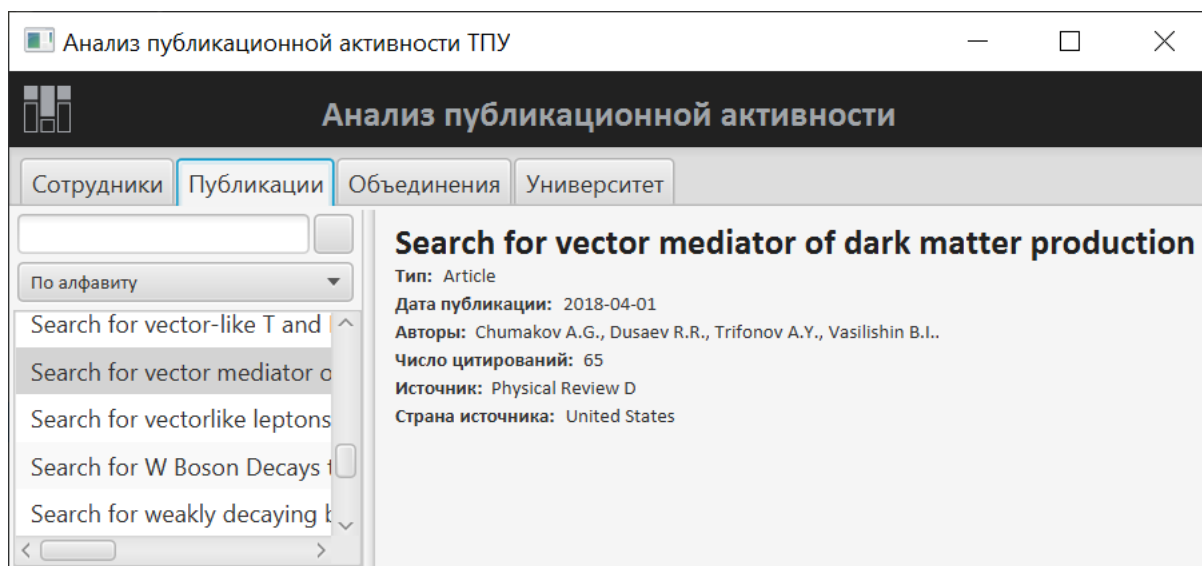 Анализ публикационной активности ТПУ
Анализ публикационной активности
Сотрудники Публикации Объединения Университет
По алфавиту
Search for vector-like T and
Search for vector mediator o
Search for vectorlike leptons
Search for W Boson Decays t
Search for weakly decaying b
Search for vector mediator of dark matter production
Тип: Article
Дата публикации: 2018-04-01
Авторы: Chumakov A.G., Dusaev R.R., Trifonov A.Y., Vasilishin B.I..
Число цитирований: 65
Источник: Physical Review D
Страна источника: United States